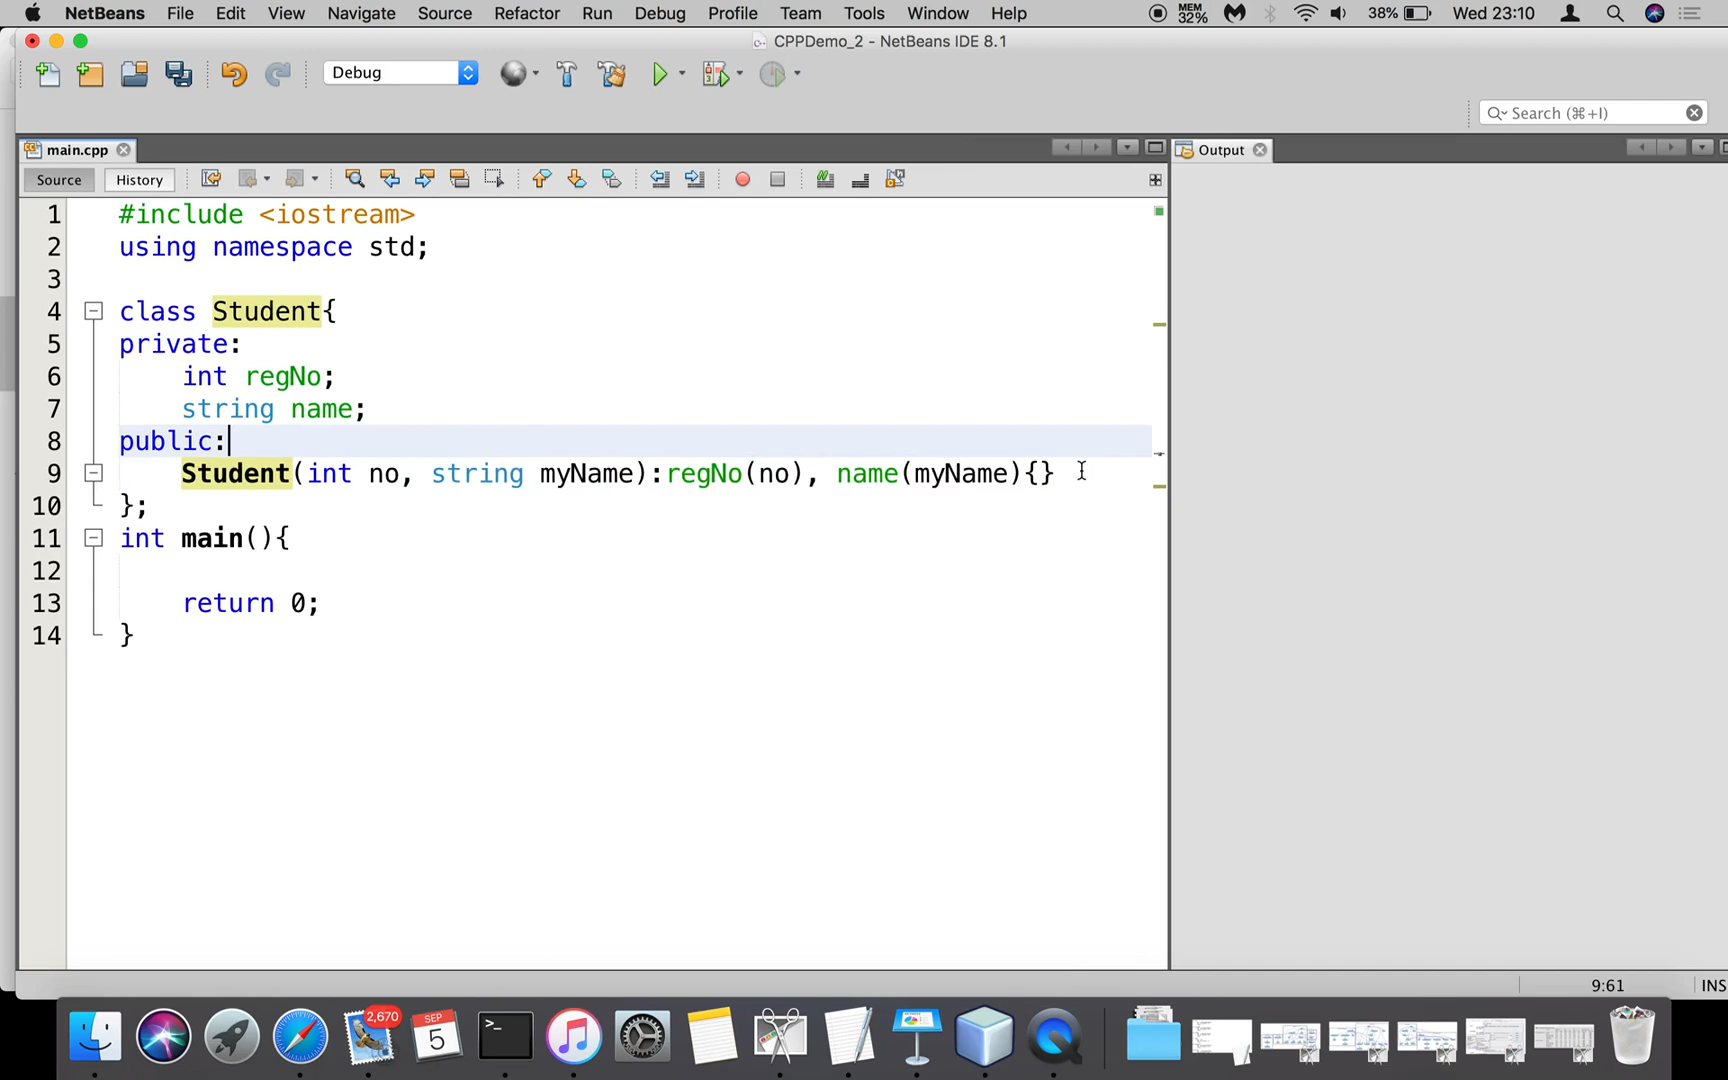 NetBeans File Edit View Navigate Source Refactor Run Debug Profile Team Tools Window Help MEM 32% 38% Wed 23:10
CPPDemo_2 - NetBeans IDE 8.1
Debug
Search (⌘+I)
main.cpp Output
Source History
1 #include <iostream>
2 using namespace std;
3
4 class Student{
5 private:
6 int regNo;
7 string name;
8 public:
9 Student(int no, string myName):regNo(no), name(myName){}
10 };
11 int main(){
12
13 return 0;
14 }
9:61 INS
2,670
SEP
5
>_